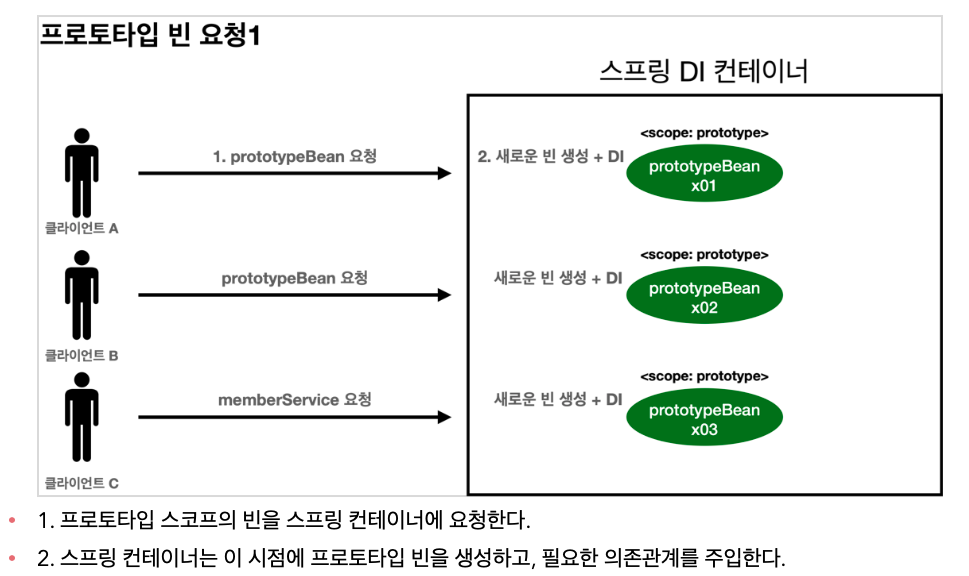 프로토타입 빈 요청1
스프링 DI 컨테이너
<scope: prototype>
1. prototypeBean 요청
2. 새로운 빈 생성 + DI
prototypeBean
x01
클라이언트 A
<scope: prototype>
prototypeBean 요청
새로운 빈 생성 + DI
prototypeBean
x02
클라이언트 B
<scope: prototype>
memberService 요청
새로운 빈 생성 + DI
prototypeBean
x03
클라이언트 C
• 1. 프로토타입 스코프의 빈을 스프링 컨테이너에 요청한다.
• 2. 스프링 컨테이너는 이 시점에 프로토타입 빈을 생성하고, 필요한 의존관계를 주입한다.